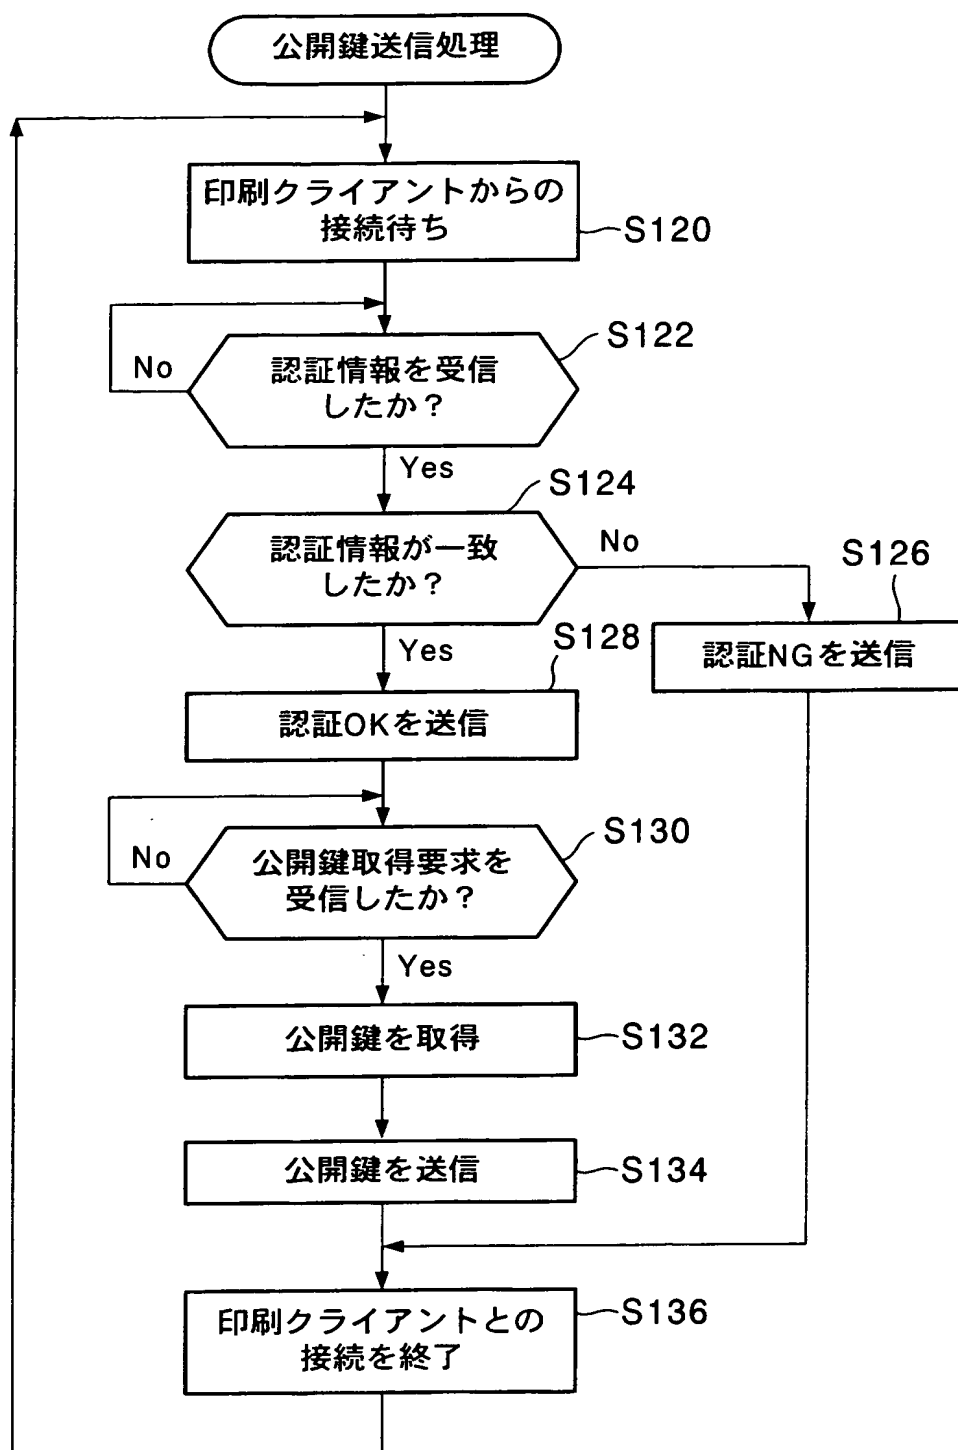 公開鍵送信処理
印刷クライアントからの
接続待ち
S120
S122
No
認証情報を受信
したか？
Yes
S124
認証情報が一致
したか？
No
S126
Yes
S128
認証NGを送信
認証OKを送信
S130
No
公開鍵取得要求を
受信したか？
Yes
公開鍵を取得
S132
公開鍵を送信
S134
印刷クライアントとの
接続を終了
S136